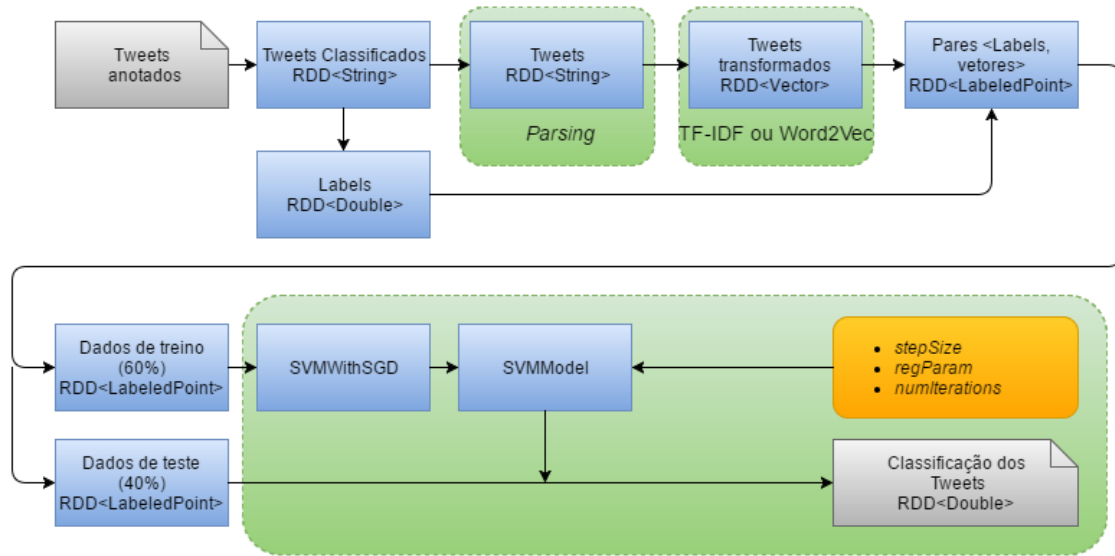 Tweets
anotados
Tweets Classificados
RDD<String>
Tweets
RDD<String>
Parsing
Tweets
transformados
RDD<Vector>
TF-IDF ou Word2Vec
Pares <Labels,
vetores>
RDD<LabeledPoint>
Labels
RDD<Double>
Dados de treino
(60%)
RDD<LabeledPoint>
SVMWithSGD
SVMModel
• stepSize
• regParam
• numIterations
Dados de teste
(40%)
RDD<LabeledPoint>
Classificação dos
Tweets
RDD<Double>